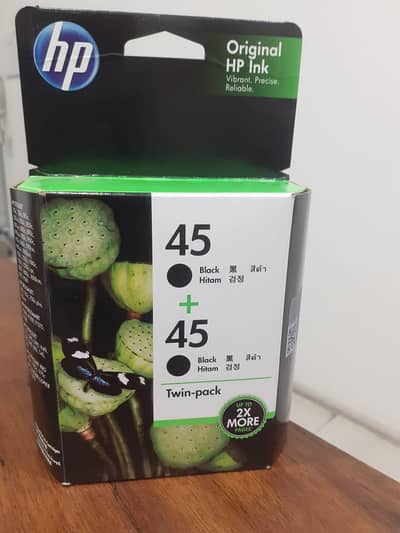 hp
Original
HP Ink
Vibrant. Precise.
Reliable.
45
Black 黑 สีดำ
Hitam 검정
+
45
Black 黑 สีดำ
Hitam 검정
Twin-pack
UP TO
2X
MORE
PAGES